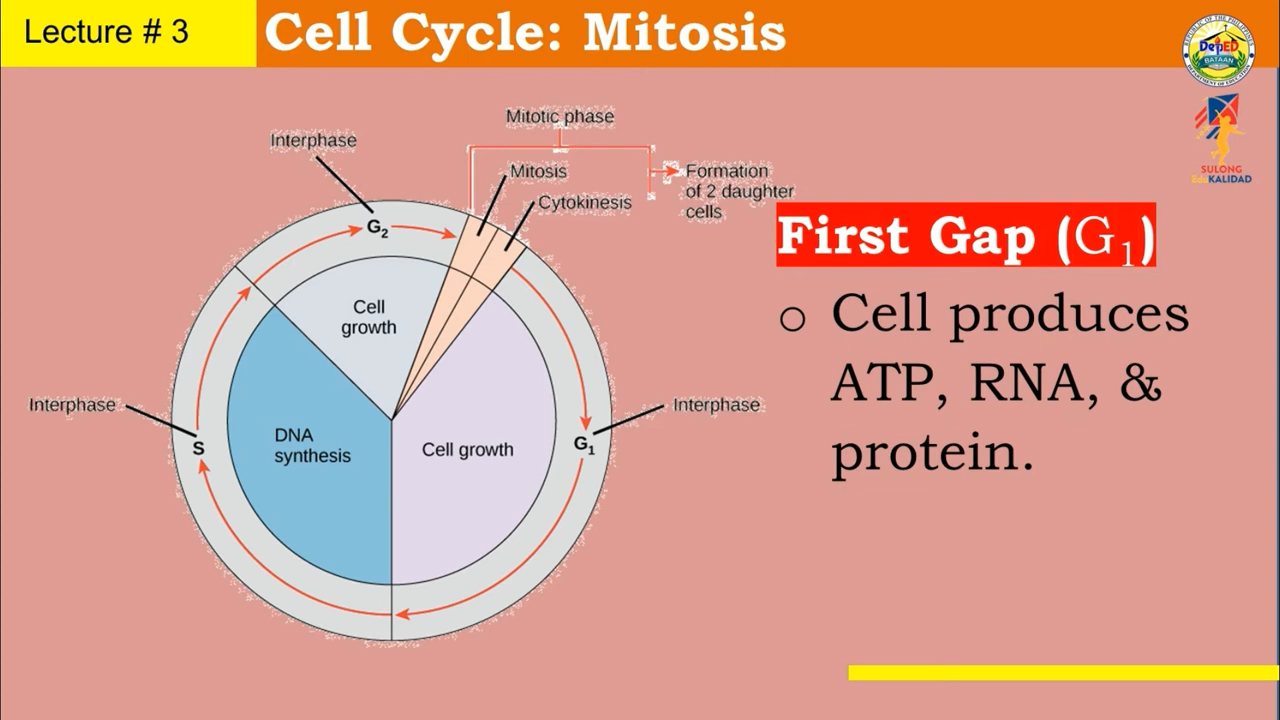 Lecture # 3
Cell Cycle: Mitosis
DepED
BATAAN
SULONG
EduKALIDAD
Mitotic phase
Interphase
Mitosis
Formation
of 2 daughter
cells
Cytokinesis
G₂
Cell
growth
Interphase
S
DNA
synthesis
Cell growth
G₁
Interphase
First Gap (G₁)
o Cell produces
ATP, RNA, &
protein.